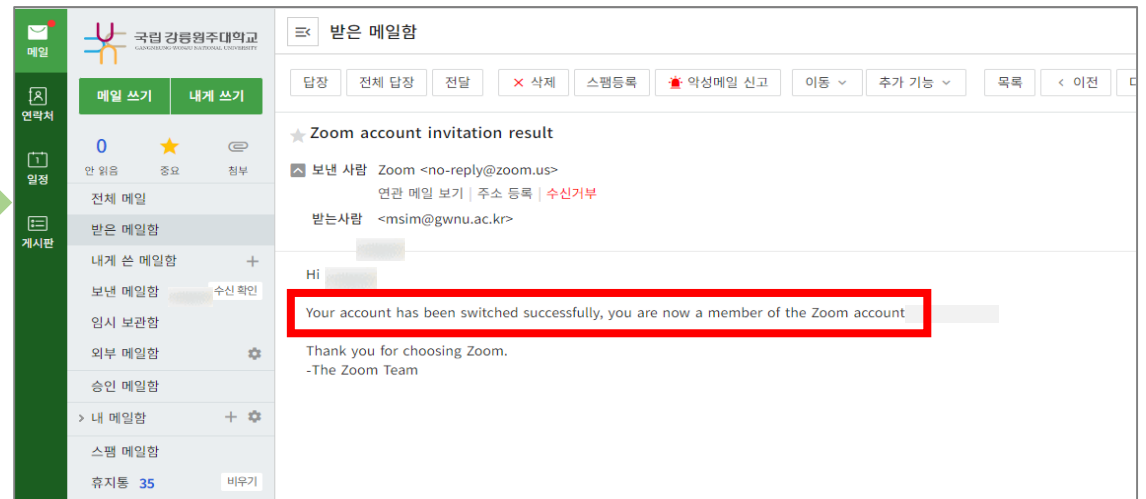 메일
연락처
일정
게시판
국립 강릉원주대학교
GANGNEUNG-WONJU NATIONAL UNIVERSITY
메일 쓰기
내게 쓰기
0
안 읽음
중요
첨부
전체 메일
받은 메일함
내게 쓴 메일함
보낸 메일함
수신 확인
임시 보관함
외부 메일함
승인 메일함
> 내 메일함
스팸 메일함
휴지통 35
비우기
받은 메일함
답장 전체 답장 전달 × 삭제 스팸등록 악성메일 신고 이동 추가 기능 목록 < 이전
Zoom account invitation result
보낸 사람 Zoom <no-reply@zoom.us>
연관 메일 보기 | 주소 등록 | 수신거부
받는사람 <msim@gwnu.ac.kr>
Hi
Your account has been switched successfully, you are now a member of the Zoom account
Thank you for choosing Zoom.
-The Zoom Team